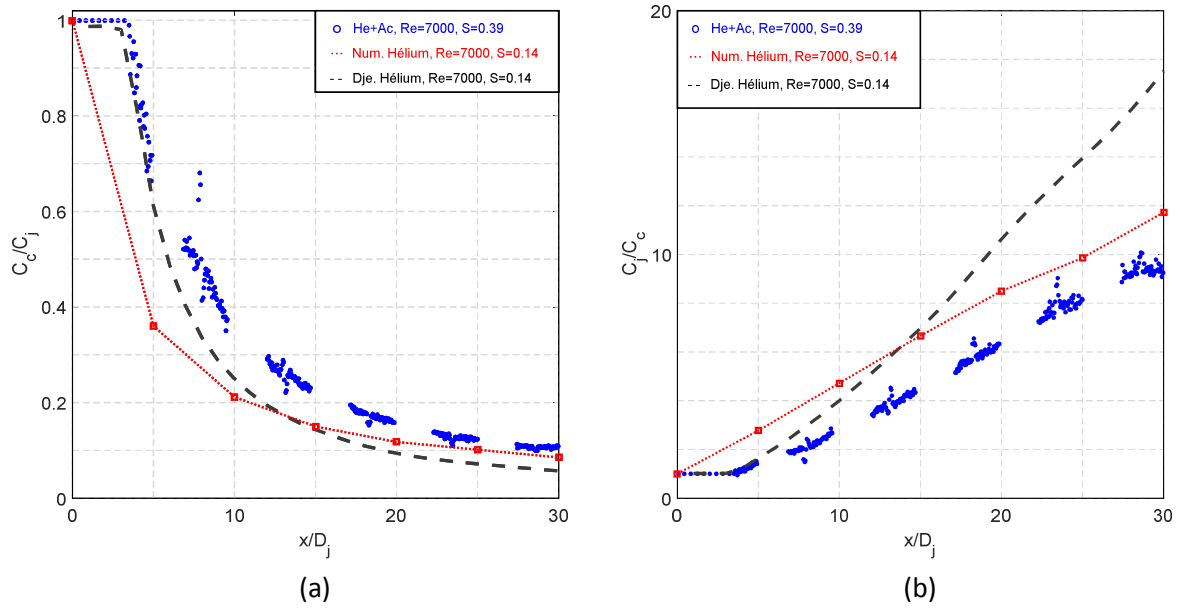 He+Ac, Re=7000, S=0.39
Num. Hélium, Re=7000, S=0.14
Dje. Hélium, Re=7000, S=0.14
1
0.8
0.6
0.4
0.2
0
0 10 20 30
C_c/C_j
x/D_j
(a)
He+Ac, Re=7000, S=0.39
Num. Hélium, Re=7000, S=0.14
Dje. Hélium, Re=7000, S=0.14
20
10
0
0 10 20 30
C_j/C_c
x/D_j
(b)